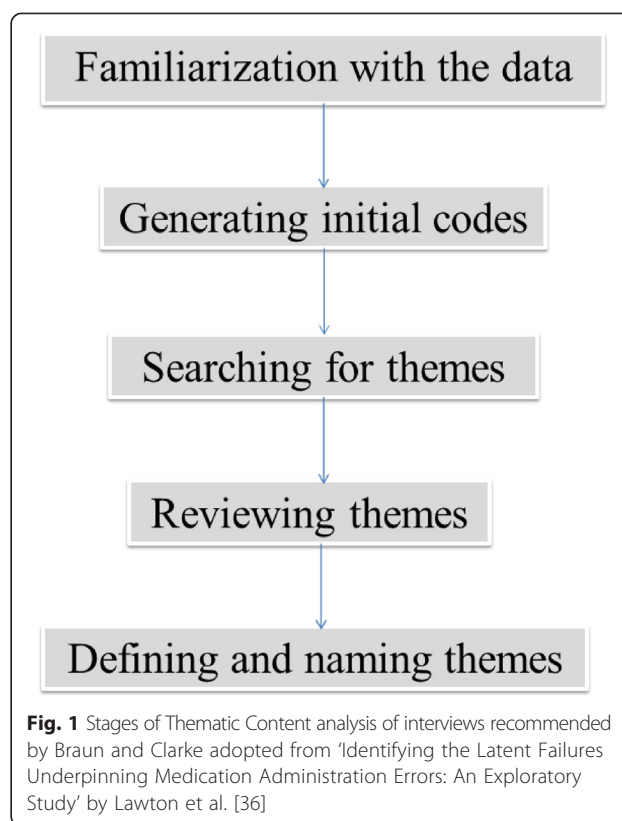 Familiarization with the data
Generating initial codes
Searching for themes
Reviewing themes
Defining and naming themes
Fig. 1 Stages of Thematic Content analysis of interviews recommended
by Braun and Clarke adopted from ‘Identifying the Latent Failures
Underpinning Medication Administration Errors: An Exploratory
Study’ by Lawton et al. [36]